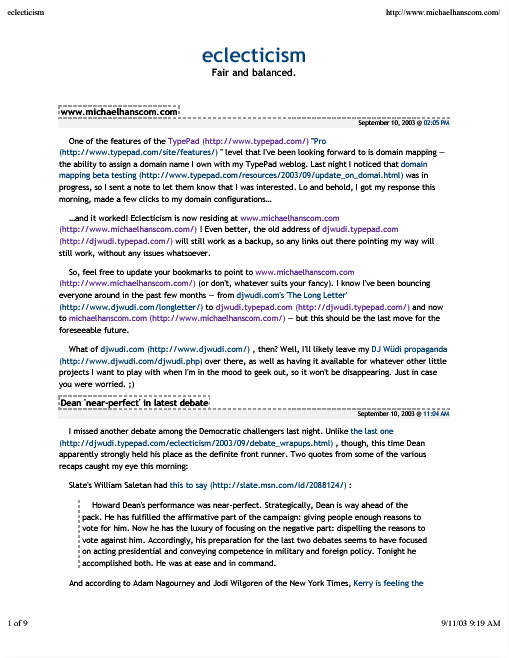 eclecticism
http://www.michaelhanscom.com/
eclecticism
Fair and balanced.
www.michaelhanscom.com
September 10, 2003 @ 02:05 PM
One of the features of the TypePad (http://www.typepad.com/) "Pro
(http://www.typepad.com/site/features/) " level that I've been looking forward to is domain mapping —
the ability to assign a domain name I own with my TypePad weblog. Last night I noticed that domain
mapping beta testing (http://www.typepad.com/resources/2003/09/update_on_domai.html) was in
progress, so I sent a note to let them know that I was interested. Lo and behold, I got my response this
morning, made a few clicks to my domain configurations...
...and it worked! Eclecticism is now residing at www.michaelhanscom.com
(http://www.michaelhanscom.com/) ! Even better, the old address of djwudi.typepad.com
(http://djwudi.typepad.com/) will still work as a backup, so any links out there pointing my way will
still work, without any issues whatsoever.
So, feel free to update your bookmarks to point to www.michaelhanscom.com
(http://www.michaelhanscom.com/) (or don't, whatever suits your fancy). I know I've been bouncing
everyone around in the past few months — from djwudi.com's 'The Long Letter'
(http://www.djwudi.com/longletter/) to djwudi.typepad.com (http://djwudi.typepad.com/) and now
to michaelhanscom.com (http://www.michaelhanscom.com/) — but this should be the last move for the
foreseeable future.
What of djwudi.com (http://www.djwudi.com/) , then? Well, I'll likely leave my DJ Wüdi propaganda
(http://www.djwudi.com/djwudi.php) over there, as well as having it available for whatever other little
projects I want to play with when I'm in the mood to geek out, so it won't be disappearing. Just in case
you were worried. ;)
Dean 'near-perfect' in latest debate
September 10, 2003 @ 11:04 AM
I missed another debate among the Democratic challengers last night. Unlike the last one
(http://djwudi.typepad.com/eclecticism/2003/09/debate_wrapups.html) , though, this time Dean
apparently strongly held his place as the definite front runner. Two quotes from some of the various
recaps caught my eye this morning:
Slate's William Saletan had this to say (http://slate.msn.com/id/2088124/) :
Howard Dean's performance was near-perfect. Strategically, Dean is way ahead of the
pack. He has fulfilled the affirmative part of the campaign: giving people enough reasons to
vote for him. Now he has the luxury of focusing on the negative part: dispelling the reasons to
vote against him. Accordingly, his preparation for the last two debates seems to have focused
on acting presidential and conveying competence in military and foreign policy. Tonight he
accomplished both. He was at ease and in command.
And according to Adam Nagourney and Jodi Wilgoren of the New York Times, Kerry is feeling the
1 of 9
9/11/03 9:19 AM